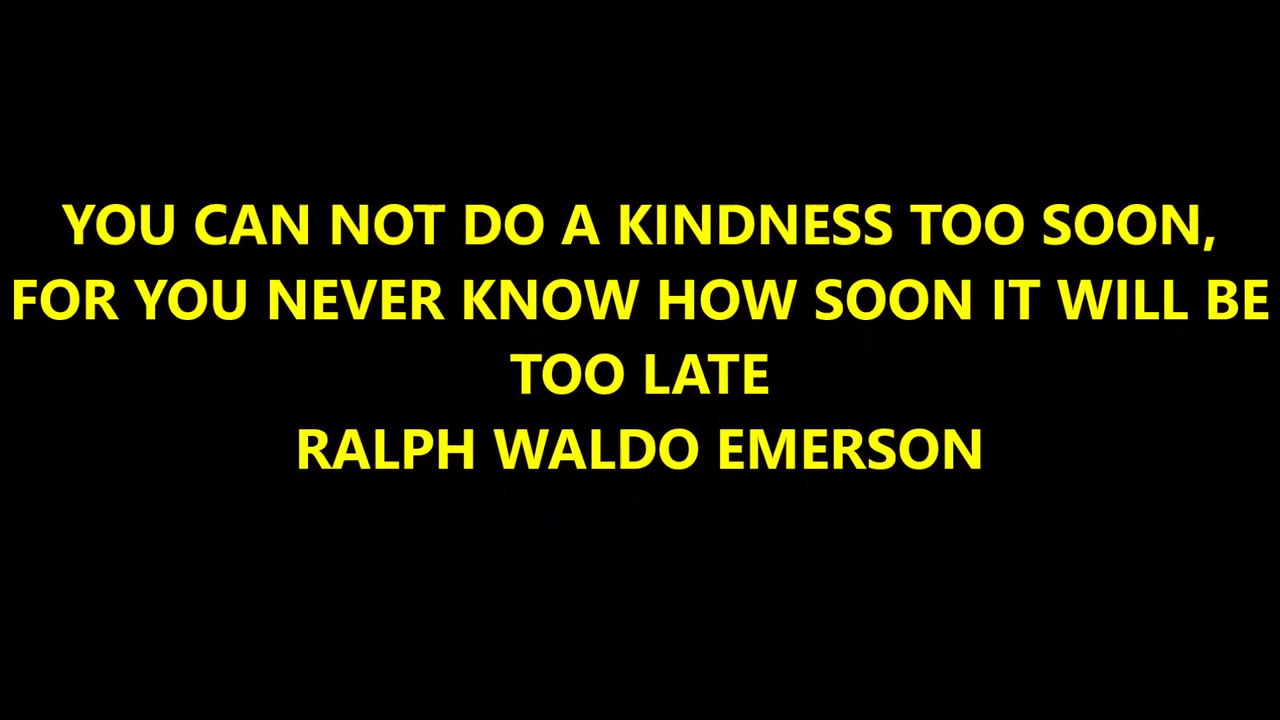 YOU CAN NOT DO A KINDNESS TOO SOON,
FOR YOU NEVER KNOW HOW SOON IT WILL BE
TOO LATE
RALPH WALDO EMERSON